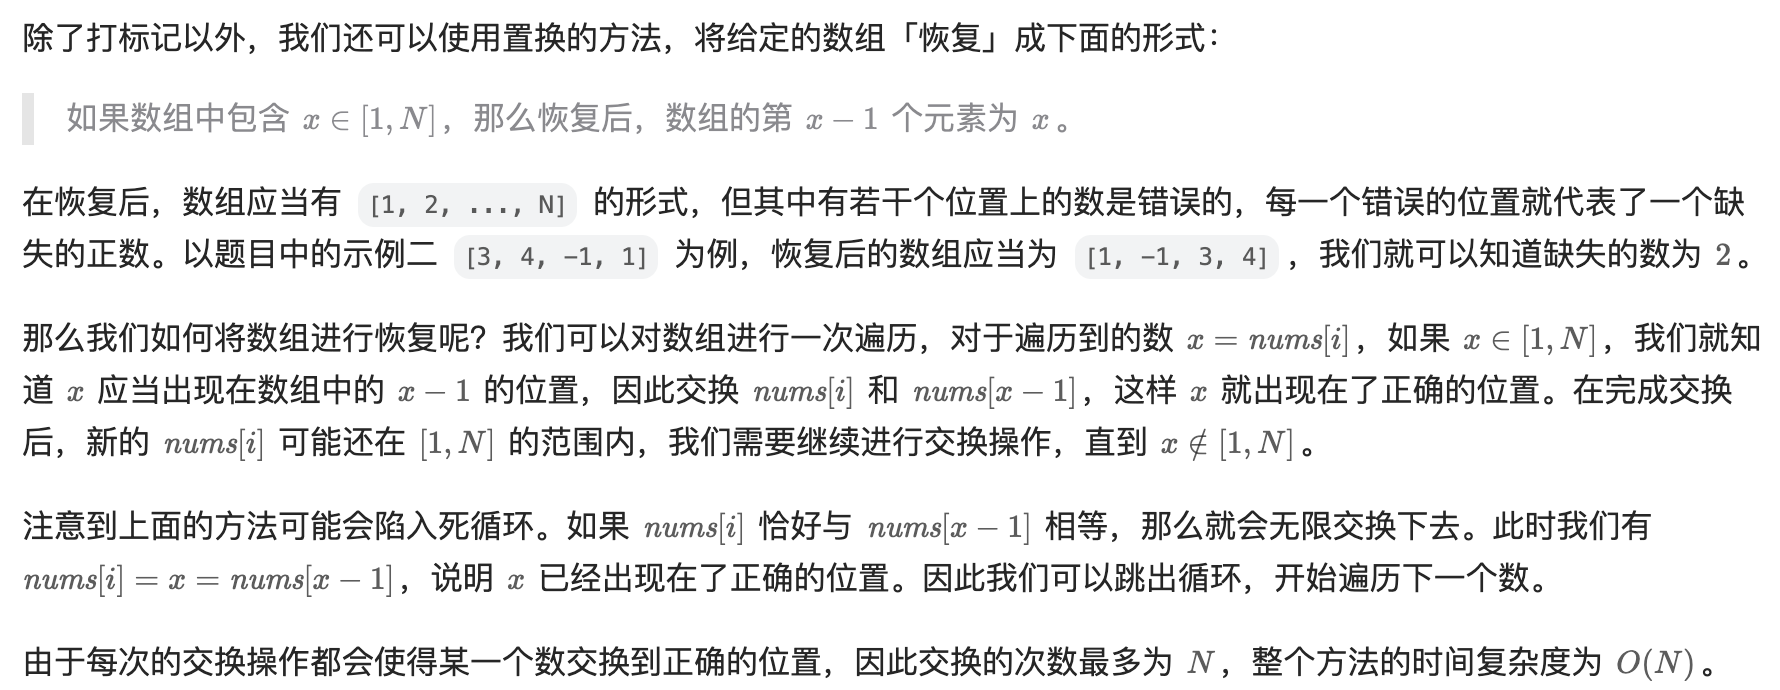 除了打标记以外，我们还可以使用置换的方法，将给定的数组「恢复」成下面的形式：
如果数组中包含 x ∈ [1, N]，那么恢复后，数组的第 x − 1 个元素为 x。
在恢复后，数组应当有 [1, 2, ..., N] 的形式，但其中有若干个位置上的数是错误的，每一个错误的位置就代表了一个缺
失的正数。以题目中的示例二 [3, 4, -1, 1] 为例，恢复后的数组应当为 [1, -1, 3, 4] ，我们就可以知道缺失的数为 2。
那么我们如何将数组进行恢复呢？我们可以对数组进行一次遍历，对于遍历到的数 x = nums[i]，如果 x ∈ [1, N]，我们就知
道 x 应当出现在数组中的 x − 1 的位置，因此交换 nums[i] 和 nums[x − 1]，这样 x 就出现在了正确的位置。在完成交换
后，新的 nums[i] 可能还在 [1, N] 的范围内，我们需要继续进行交换操作，直到 x ∉ [1, N]。
注意到上面的方法可能会陷入死循环。如果 nums[i] 恰好与 nums[x − 1] 相等，那么就会无限交换下去。此时我们有
nums[i] = x = nums[x − 1]，说明 x 已经出现在了正确的位置。因此我们可以跳出循环，开始遍历下一个数。
由于每次的交换操作都会使得某一个数交换到正确的位置，因此交换的次数最多为 N，整个方法的时间复杂度为 O(N)。